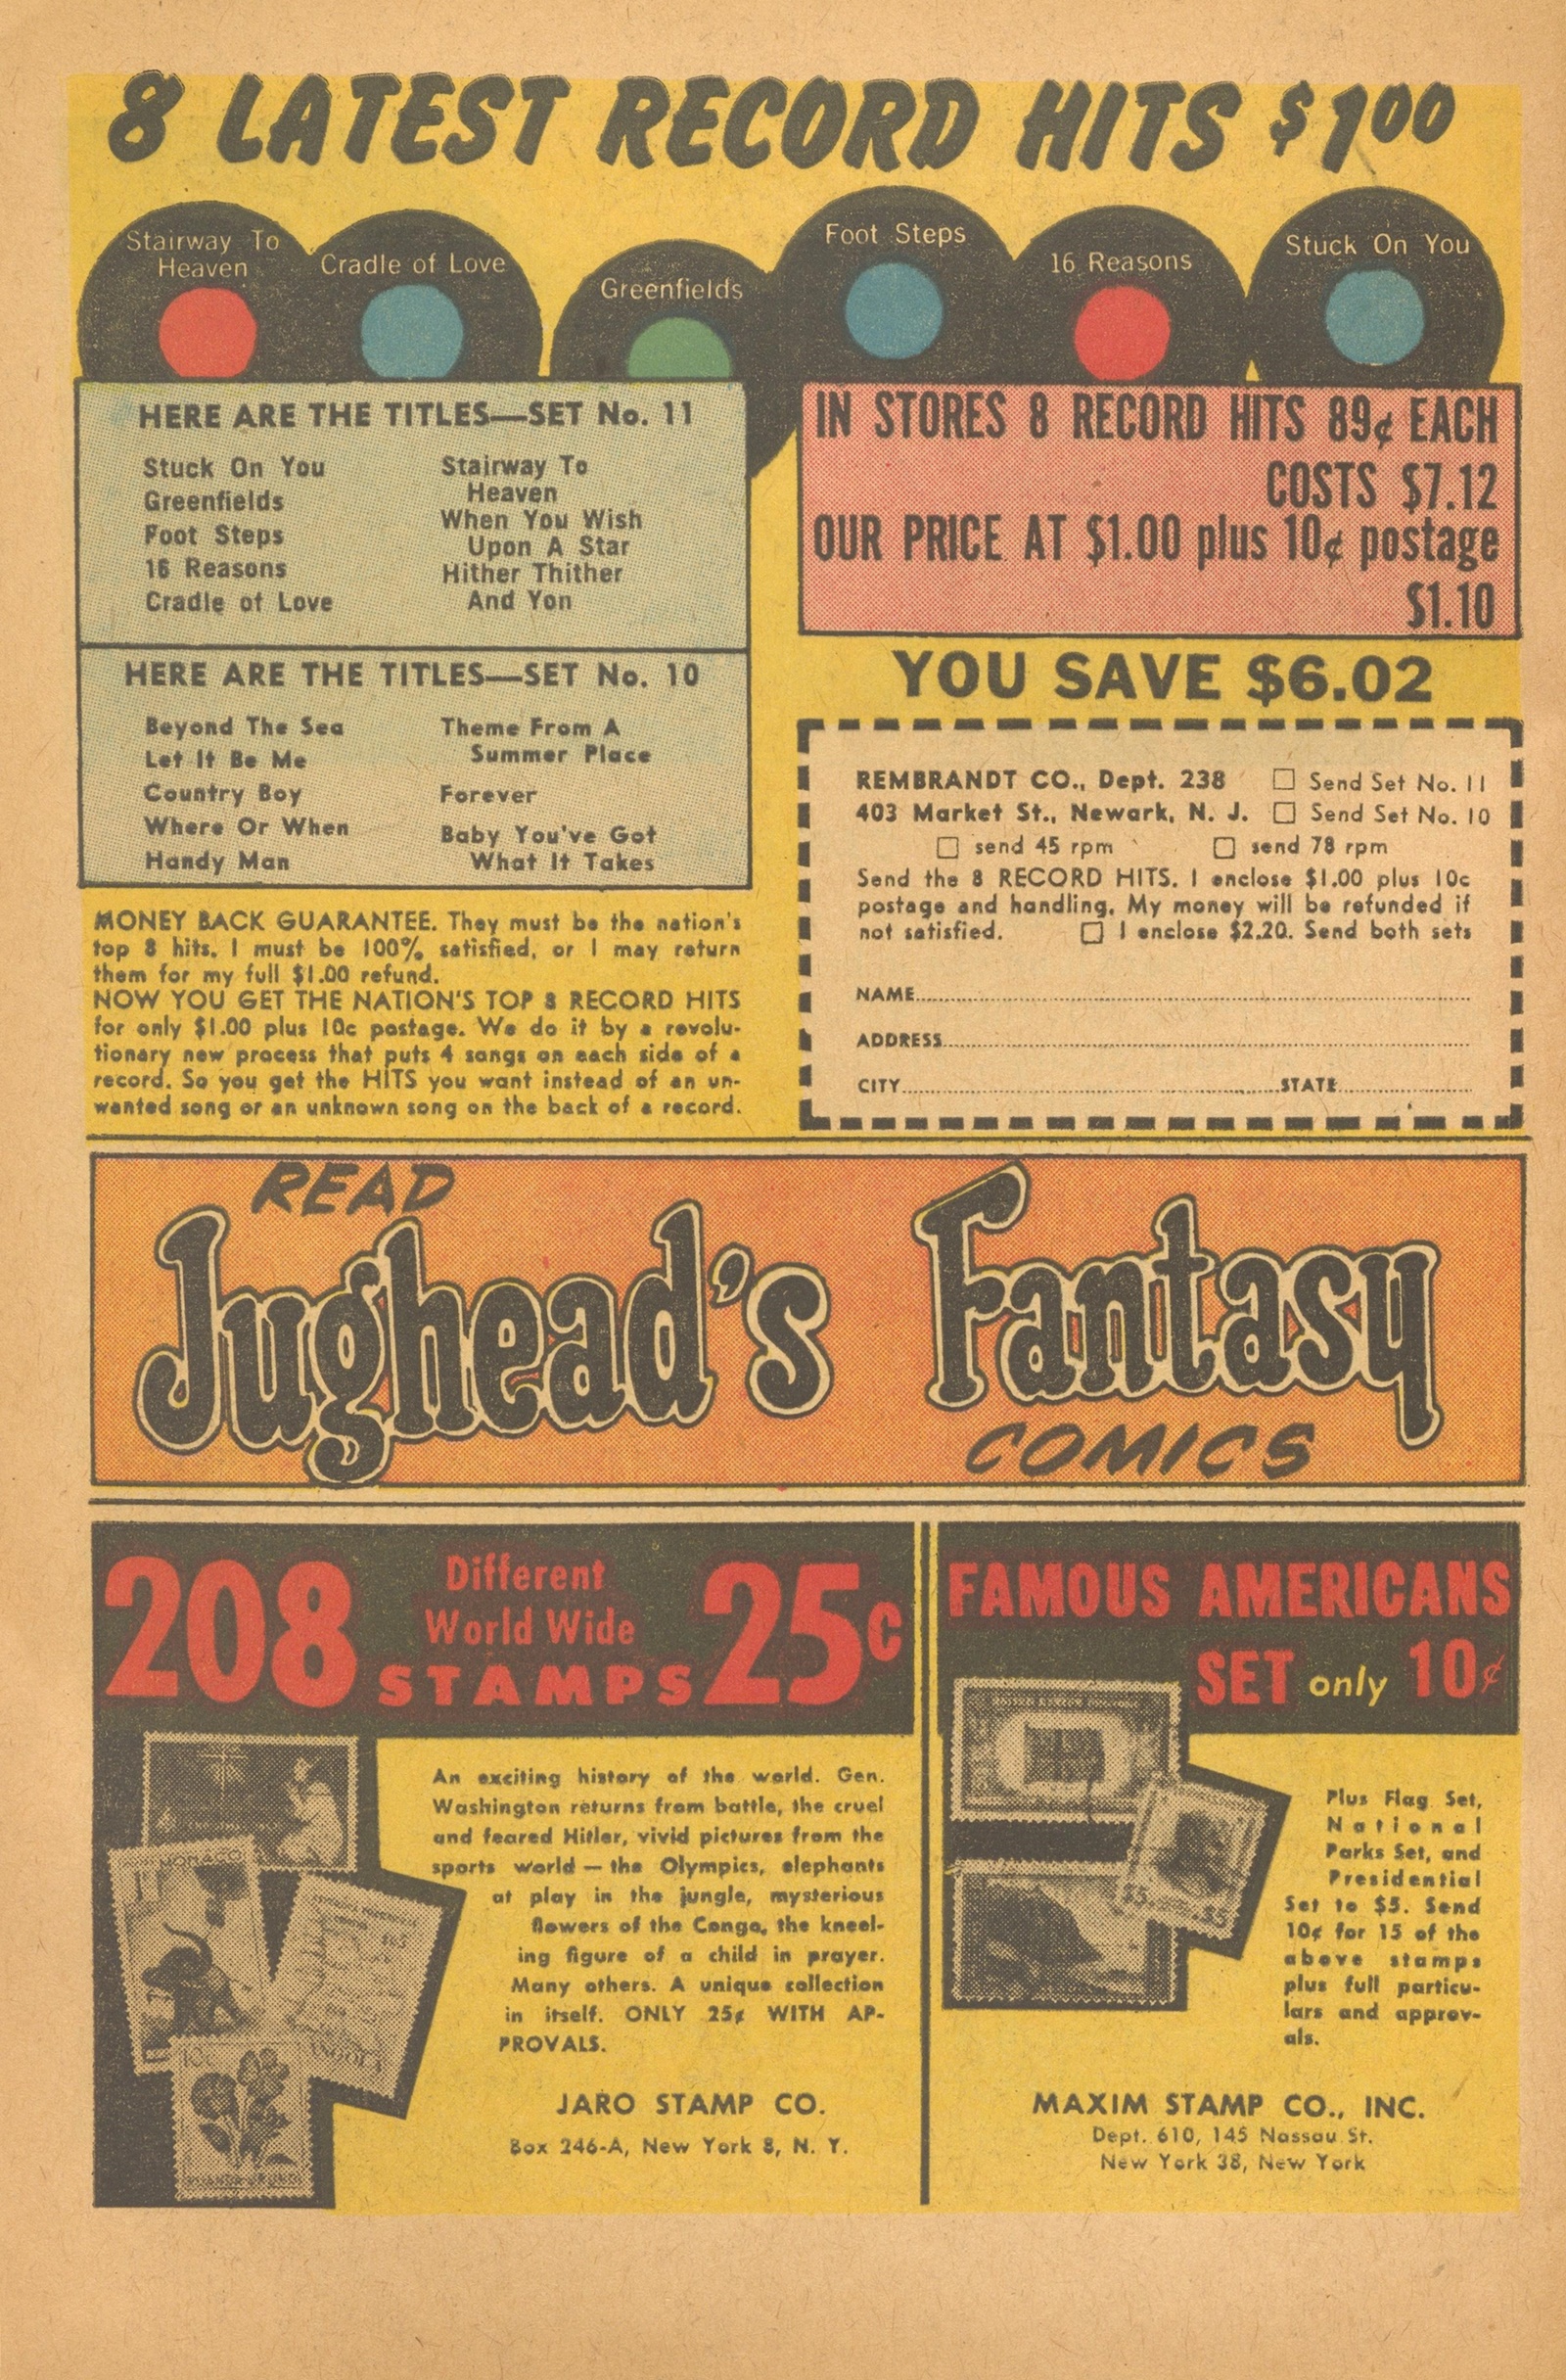 8 LATEST RECORD HITS $1.00
Stairway To
Heaven
Cradle of Love
Greenfields
Foot Steps
16 Reasons
Stuck On You
HERE ARE THE TITLES—SET No. 11
Stuck On You
Greenfields
Foot Steps
16 Reasons
Cradle of Love
Stairway To
Heaven
When You Wish
Upon A Star
Hither Thither
And Yon
HERE ARE THE TITLES—SET No. 10
Beyond The Sea
Let It Be Me
Country Boy
Where Or When
Handy Man
Theme From A
Summer Place
Forever
Baby You've Got
What It Takes
MONEY BACK GUARANTEE. They must be the nation's
top 8 hits. I must be 100% satisfied, or I may return
them for my full $1.00 refund.
NOW YOU GET THE NATION'S TOP 8 RECORD HITS
for only $1.00 plus 10c postage. We do it by a revolu-
tionary new process that puts 4 songs on each side of a
record. So you get the HITS you want instead of an un-
wanted song or an unknown song on the back of a record.
IN STORES 8 RECORD HITS 89¢ EACH
COSTS $7.12
OUR PRICE AT $1.00 plus 10¢ postage
$1.10
YOU SAVE $6.02
REMBRANDT CO., Dept. 238 ☐ Send Set No. 11
403 Market St., Newark, N. J. ☐ Send Set No. 10
☐ send 45 rpm ☐ send 78 rpm
Send the 8 RECORD HITS. I enclose $1.00 plus 10c
postage and handling. My money will be refunded if
not satisfied. ☐ I enclose $2.20. Send both sets
NAME
ADDRESS
CITY STATE
READ
Jughead's Fantasy
COMICS
208 Different
World Wide
STAMPS 25c
MONACO
ANGOLA
An exciting history of the world. Gen.
Washington returns from battle, the cruel
and feared Hitler, vivid pictures from the
sports world — the Olympics, elephants
at play in the jungle, mysterious
flowers of the Congo, the kneel-
ing figure of a child in prayer.
Many others. A unique collection
in itself. ONLY 25¢ WITH AP-
PROVALS.
JARO STAMP CO.
Box 246-A, New York 8, N. Y.
FAMOUS AMERICANS
SET only 10¢
Plus Flag Set,
National
Parks Set, and
Presidential
Set to $5. Send
10¢ for 15 of the
above stamps
plus full particu-
lars and approv-
als.
MAXIM STAMP CO., INC.
Dept. 610, 145 Nassau St.
New York 38, New York